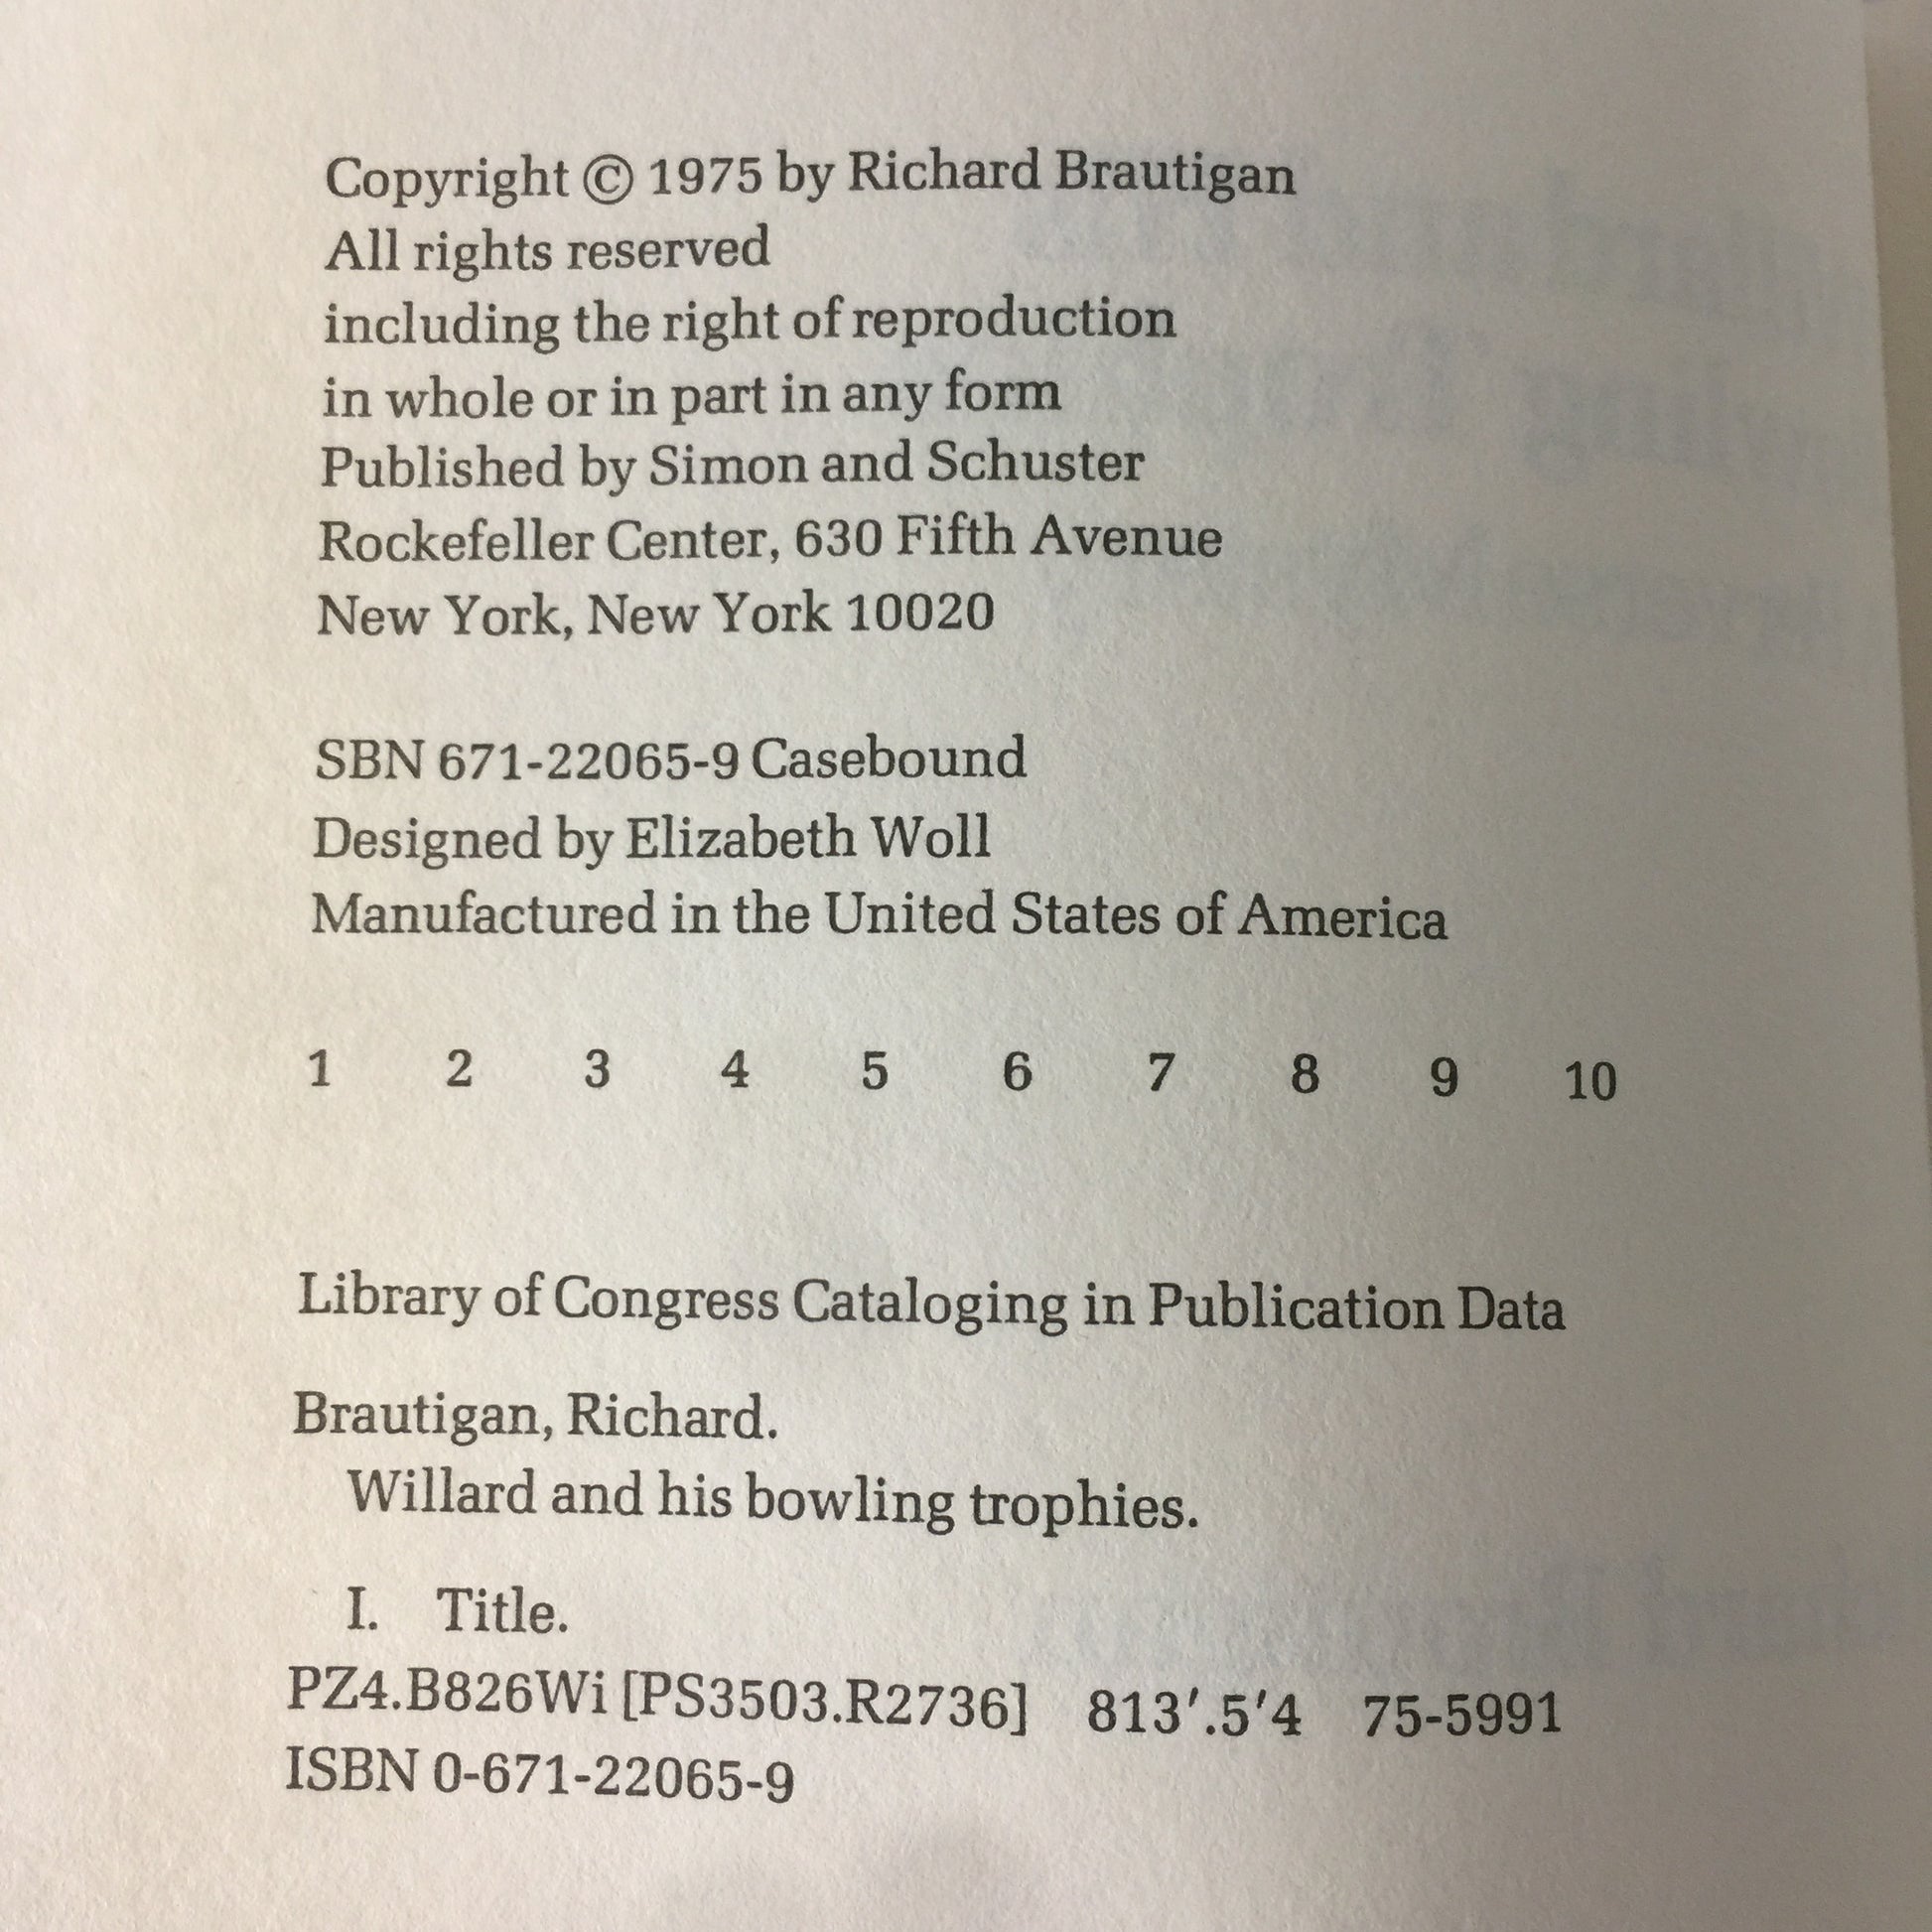 Copyright © 1975 by Richard Brautigan
All rights reserved
including the right of reproduction
in whole or in part in any form
Published by Simon and Schuster
Rockefeller Center, 630 Fifth Avenue
New York, New York 10020
SBN 671-22065-9 Casebound
Designed by Elizabeth Woll
Manufactured in the United States of America
1 2 3 4 5 6 7 8 9 10
Library of Congress Cataloging in Publication Data
Brautigan, Richard.
Willard and his bowling trophies.
I. Title.
PZ4.B826Wi [PS3503.R2736] 813′.5′4 75-5991
ISBN 0-671-22065-9